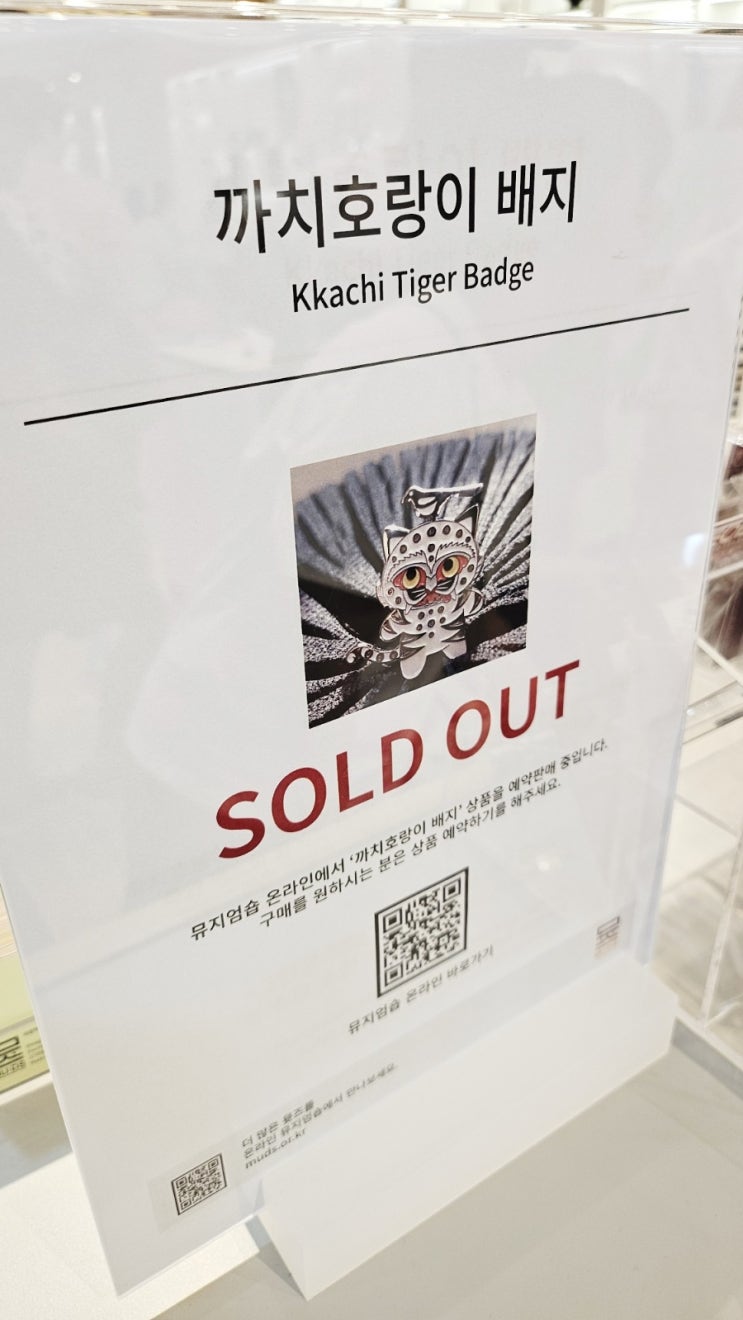 까치호랑이 배지
Kkachi Tiger Badge
SOLD OUT
뮤지엄숍 온라인에서 ‘까치호랑이 배지’ 상품을 예약판매 중입니다.
구매를 원하시는 분은 상품 예약하기를 해주세요.
뮤지엄숍 온라인 바로가기
더 많은 뮷즈를
온라인 뮤지엄숍에서 만나보세요.
muds.or.kr